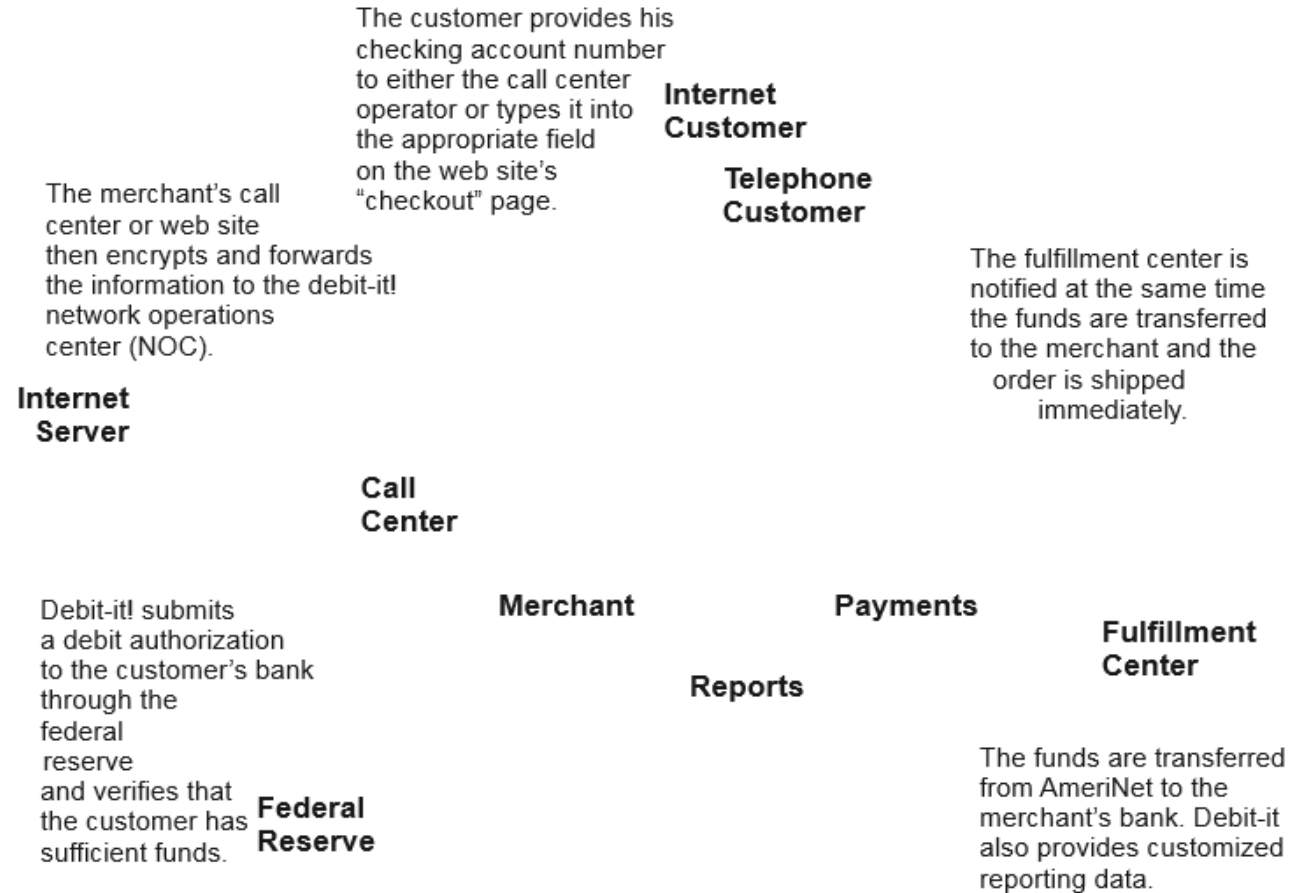 The customer provides his
checking account number
to either the call center
operator or types it into
the appropriate field
on the web site’s
“checkout” page.
Internet
Customer
Telephone
Customer
The merchant’s call
center or web site
then encrypts and forwards
the information to the debit-it!
network operations
center (NOC).
The fulfillment center is
notified at the same time
the funds are transferred
to the merchant and the
order is shipped
immediately.
Internet
Server
Call
Center
Merchant
Payments
Fulfillment
Center
Reports
Debit-it! submits
a debit authorization
to the customer’s bank
through the
federal
reserve
and verifies that
the customer has
sufficient funds.
Federal
Reserve
The funds are transferred
from AmeriNet to the
merchant’s bank. Debit-it
also provides customized
reporting data.